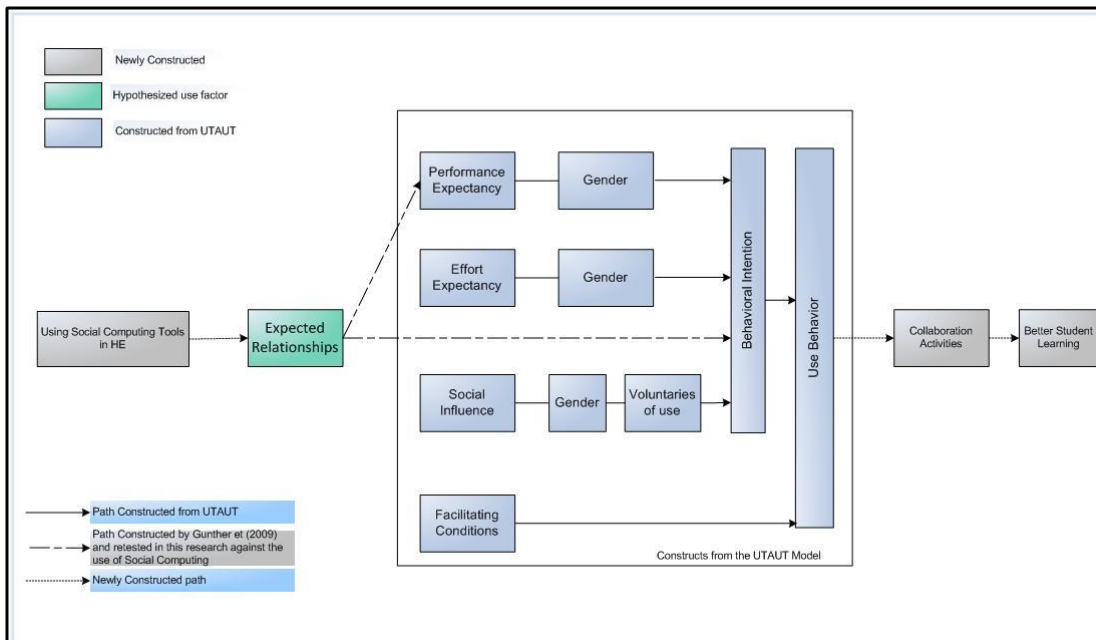 Newly Constructed
Hypothesized use factor
Constructed from UTAUT
Performance
Expectancy
Gender
Effort
Expectancy
Gender
Using Social Computing Tools
in HE
Expected
Relationships
Social
Influence
Gender
Voluntaries
of use
Facilitating
Conditions
Behavioral Intention
Use Behavior
Collaboration
Activities
Better Student
Learning
Constructs from the UTAUT Model
Path Constructed from UTAUT
Path Constructed by Gunther et (2009)
and retested in this research against the
use of Social Computing
Newly Constructed path